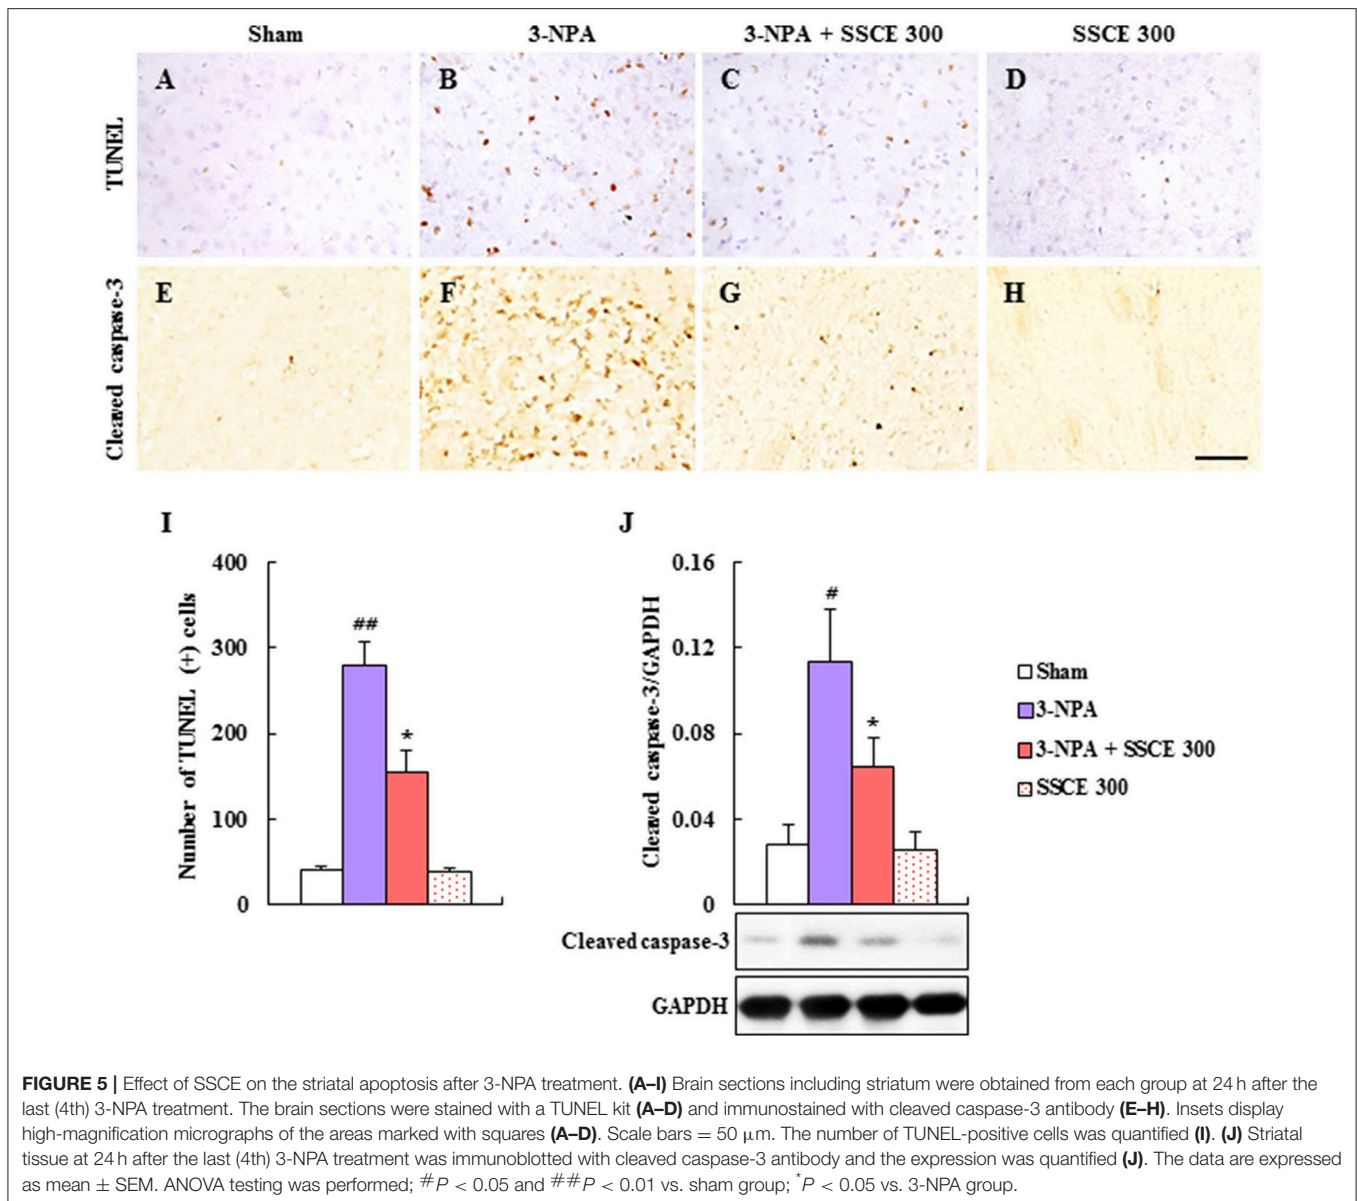 Sham 3-NPA 3-NPA + SSCE 300 SSCE 300
A B C D
TUNEL
E F G H
Cleaved caspase-3
I J
400 0.16
## #
300 0.12
* *
200 0.08
100 0.04
0 0
Number of TUNEL (+) cells
Cleaved caspase-3/GAPDH
Sham
3-NPA
3-NPA + SSCE 300
SSCE 300
Cleaved caspase-3
GAPDH
FIGURE 5 | Effect of SSCE on the striatal apoptosis after 3-NPA treatment. (A–I) Brain sections including striatum were obtained from each group at 24 h after the
last (4th) 3-NPA treatment. The brain sections were stained with a TUNEL kit (A–D) and immunostained with cleaved caspase-3 antibody (E–H). Insets display
high-magnification micrographs of the areas marked with squares (A–D). Scale bars = 50 μm. The number of TUNEL-positive cells was quantified (I). (J) Striatal
tissue at 24 h after the last (4th) 3-NPA treatment was immunoblotted with cleaved caspase-3 antibody and the expression was quantified (J). The data are expressed
as mean ± SEM. ANOVA testing was performed; #P < 0.05 and ##P < 0.01 vs. sham group; *P < 0.05 vs. 3-NPA group.